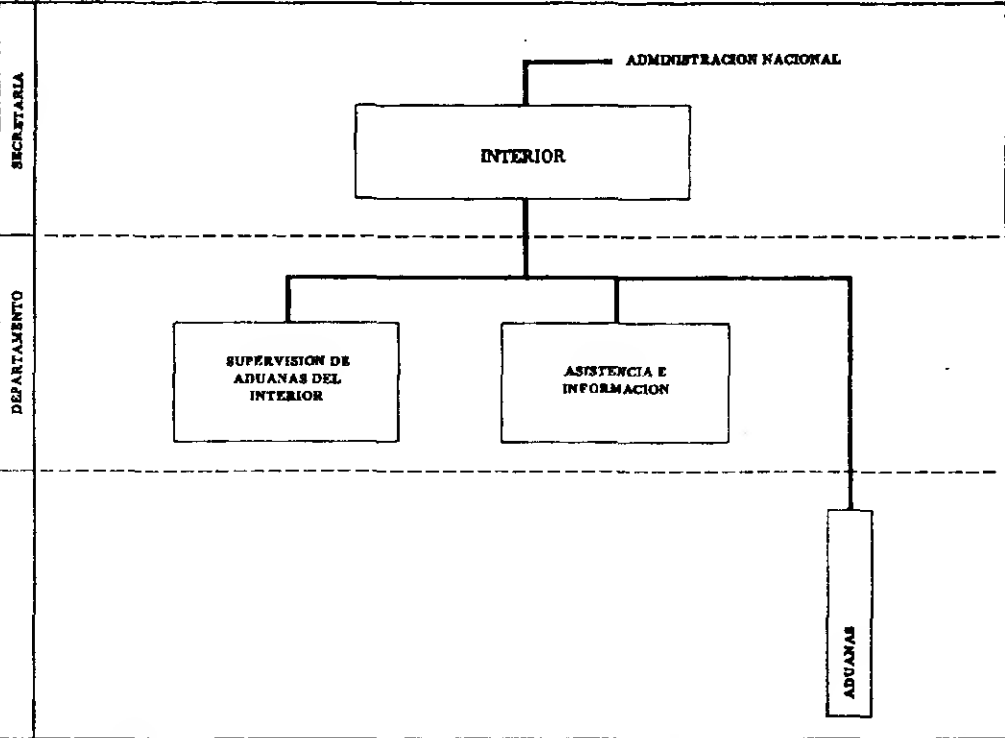 ADMINISTRACION NACIONAL
SECRETARIA
INTERIOR
DEPARTAMENTO
SUPERVISION DE
ADUANAS DEL
INTERIOR
ASISTENCIA E
INFORMACION
ADUANAS